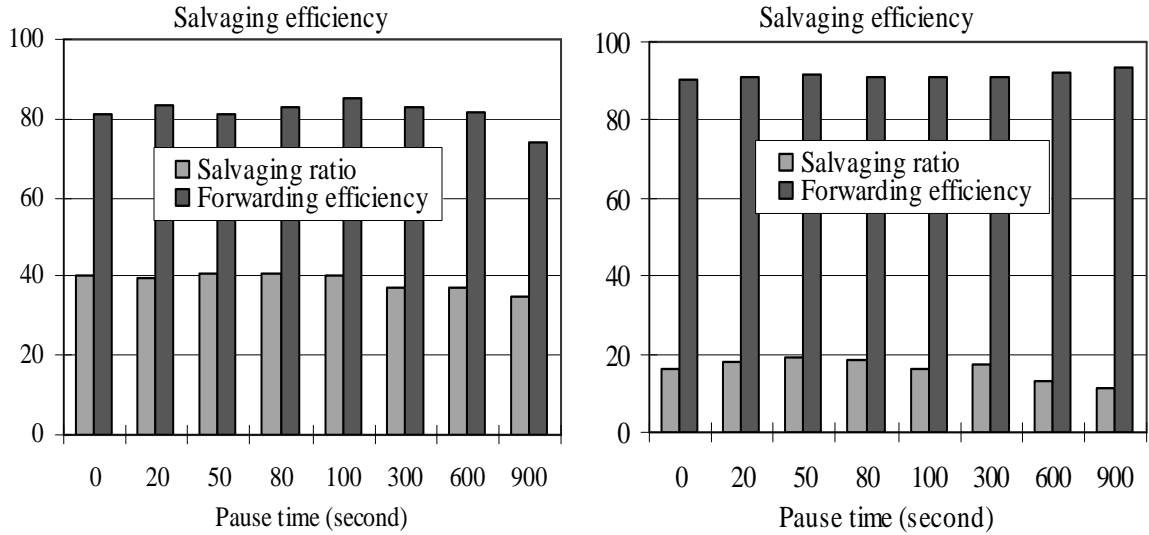 Salvaging efficiency
100
80
60
40
20
0
Salvaging ratio
Forwarding efficiency
0 20 50 80 100 300 600 900
Pause time (second)
Salvaging efficiency
100
80
60
40
20
0
Salvaging ratio
Forwarding efficiency
0 20 50 80 100 300 600 900
Pause time (second)